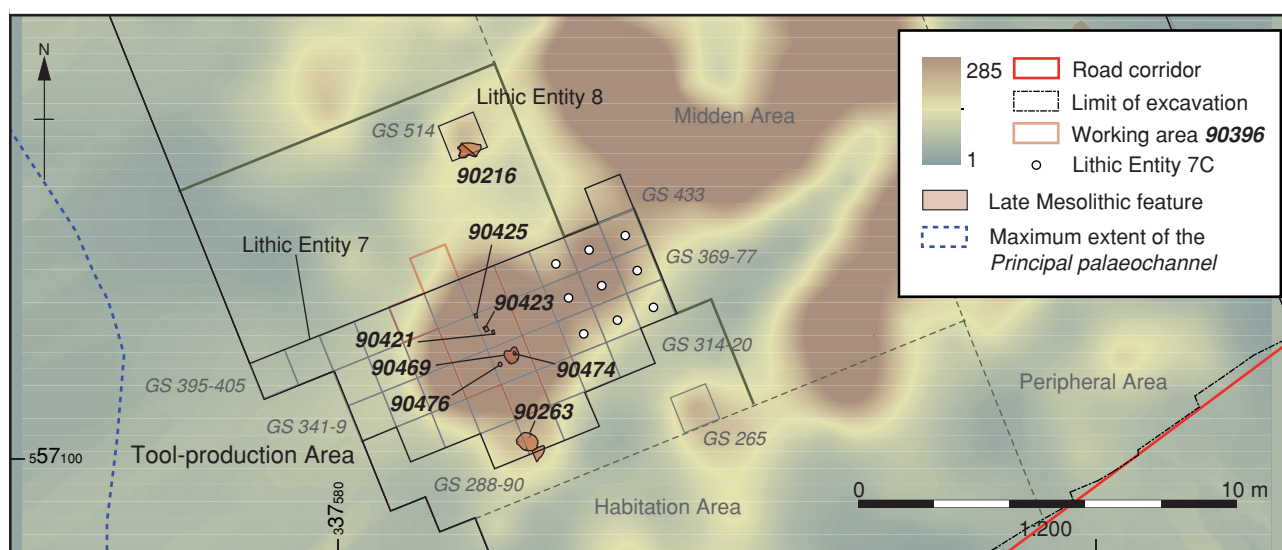 N
Lithic Entity 8
GS 514
90216
Midden Area
285
1
Road corridor
Limit of excavation
Working area 90396
Lithic Entity 7C
Late Mesolithic feature
Maximum extent of the
Principal palaeochannel
GS 433
90425
Lithic Entity 7
GS 369-77
90423
90421
90469
90474
GS 314-20
90476
GS 395-405
90263
Peripheral Area
GS 341-9
GS 265
557100
Tool-production Area
GS 288-90
337580
Habitation Area
0
10 m
1:200